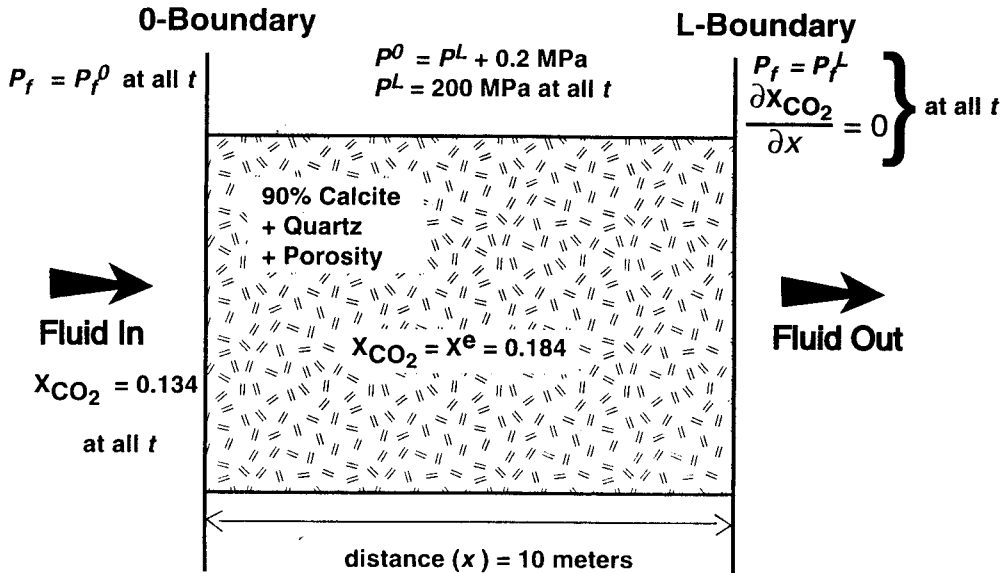 0-Boundary
L-Boundary
P_f = P_f^0 at all t
P^0 = P^L + 0.2 MPa
P^L = 200 MPa at all t
P_f = P_f^L
∂X_CO₂
∂x
= 0
} at all t
90% Calcite
+ Quartz
+ Porosity
Fluid In
X_CO₂ = 0.134
at all t
X_CO₂ = X^e = 0.184
Fluid Out
distance (x) = 10 meters